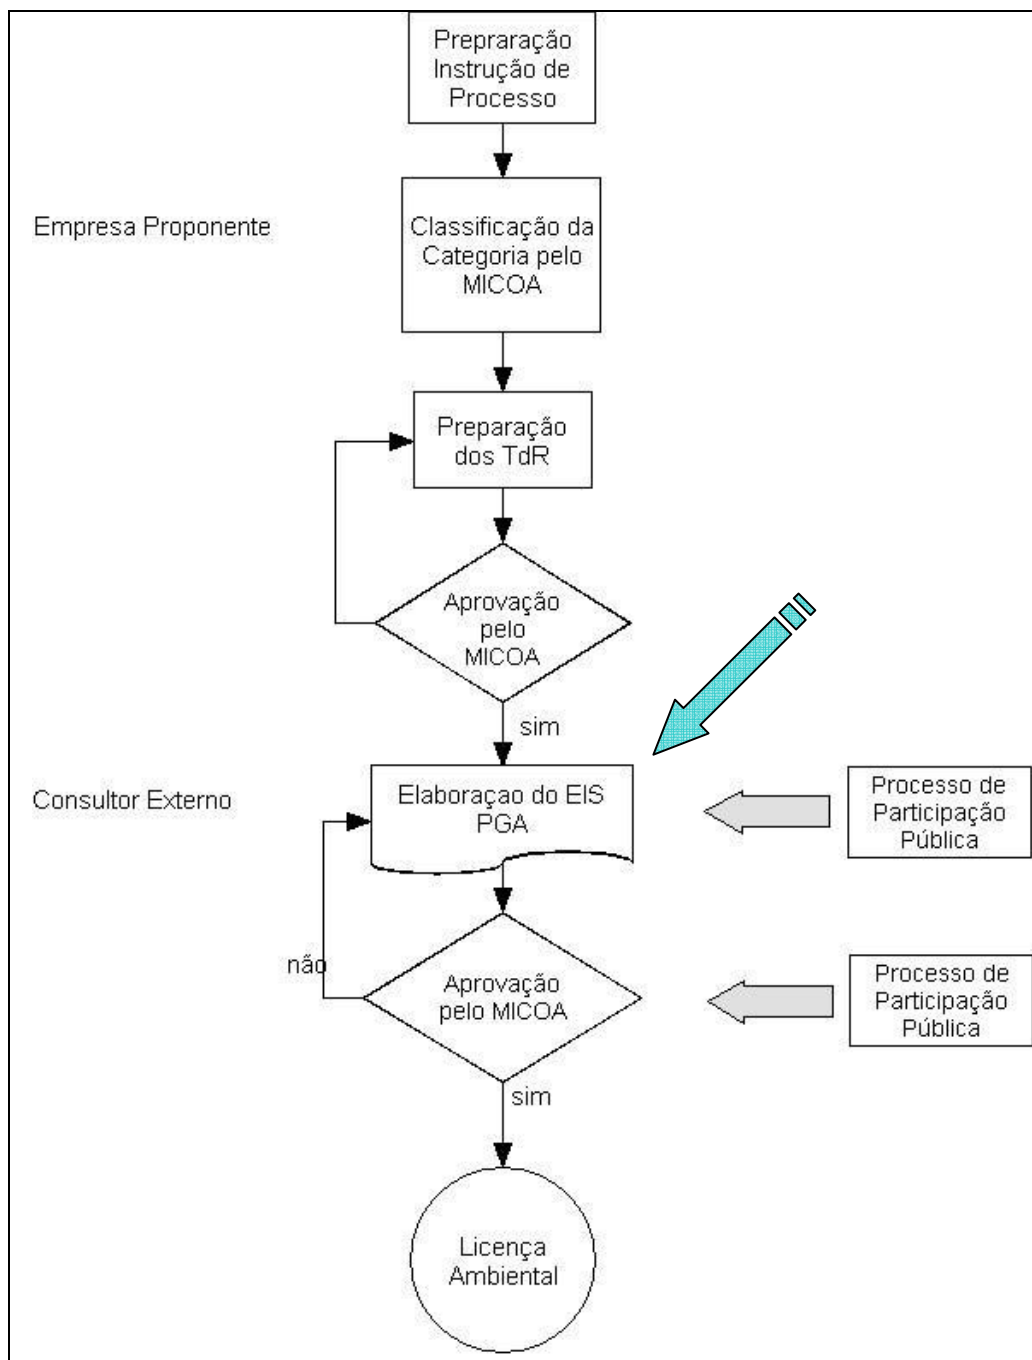 Prepraração
Instrução de
Processo
Empresa Proponente
Classificação da
Categoria pelo
MICOA
Preparação
dos TdR
Aprovação
pelo
MICOA
sim
Consultor Externo
Elaboraçao do EIS
PGA
Processo de
Participação
Pública
não
Aprovação
pelo MICOA
Processo de
Participação
Pública
sim
Licença
Ambiental